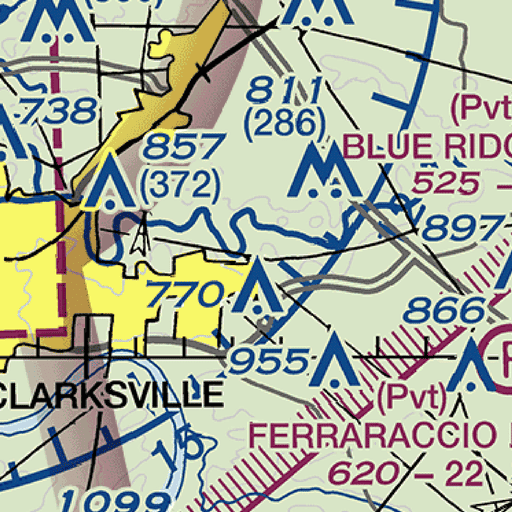 738
811
(286)
857
(372)
(Pvt
BLUE RIDG
525 -
897
770
866
955
CLARKSVILLE
(Pvt)
FERRARACCIO
620 - 22
15
1099